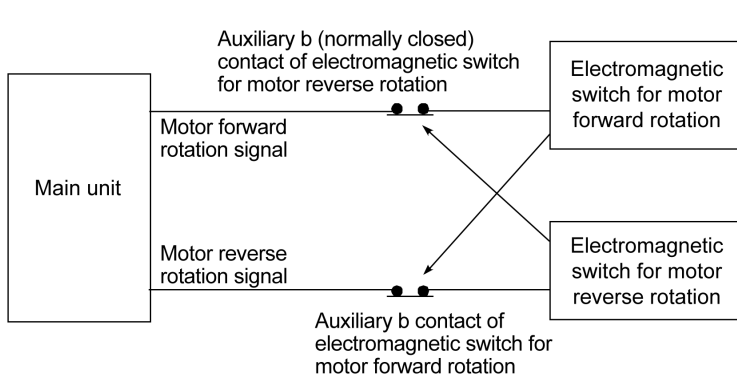 Auxiliary b (normally closed)
contact of electromagnetic switch
for motor reverse rotation
Electromagnetic
switch for motor
forward rotation
Motor forward
rotation signal
Main unit
Motor reverse
rotation signal
Electromagnetic
switch for motor
reverse rotation
Auxiliary b contact of
electromagnetic switch for
motor forward rotation